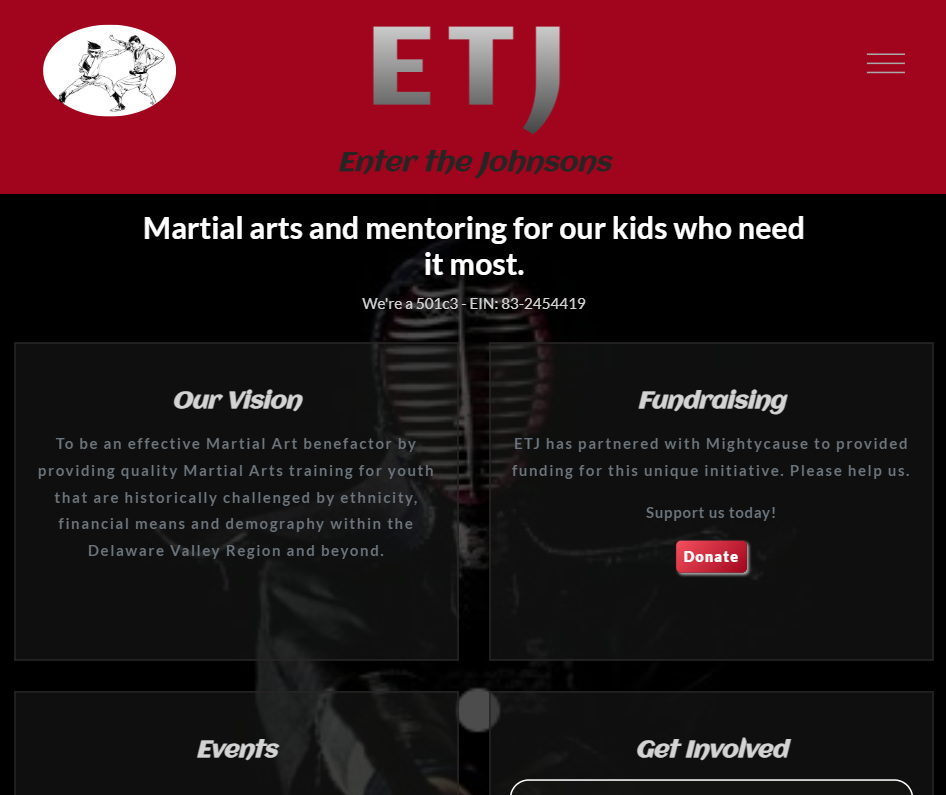 ETJ
Enter the Johnsons
Martial arts and mentoring for our kids who need
it most.
We're a 501c3 - EIN: 83-2454419
Our Vision
To be an effective Martial Art benefactor by
providing quality Martial Arts training for youth
that are historically challenged by ethnicity,
financial means and demography within the
Delaware Valley Region and beyond.
Fundraising
ETJ has partnered with Mightycause to provided
funding for this unique initiative. Please help us.
Support us today!
Donate
Events
Get Involved